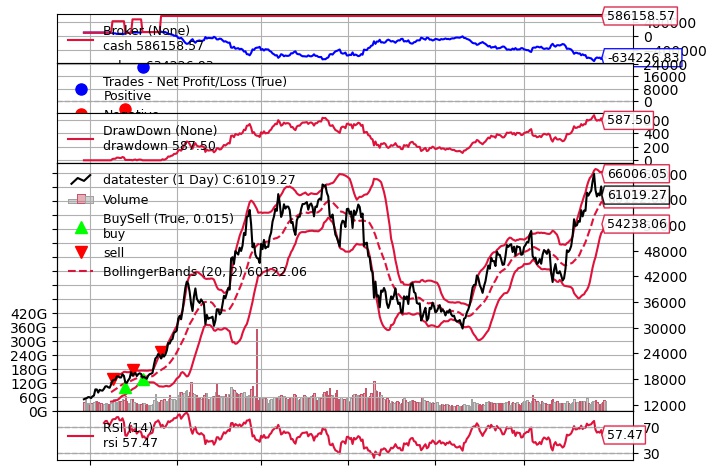 Broker (None)
cash 586158.57
586158.57
0
-634226.83
24000
Trades - Net Profit/Loss (True)
Positive
16000
8000
0
DrawDown (None)
drawdown 587.50
587.50
400
200
0
datatester (1 Day) C:61019.27
Volume
BuySell (True, 0.015)
buy
sell
BollingerBands (20, 2) 60122.06
66006.05
61019.27
54238.06
48000
42000
36000
30000
24000
18000
12000
420G
360G
300G
240G
180G
120G
60G
0G
RSI (14)
rsi 57.47
70
57.47
30